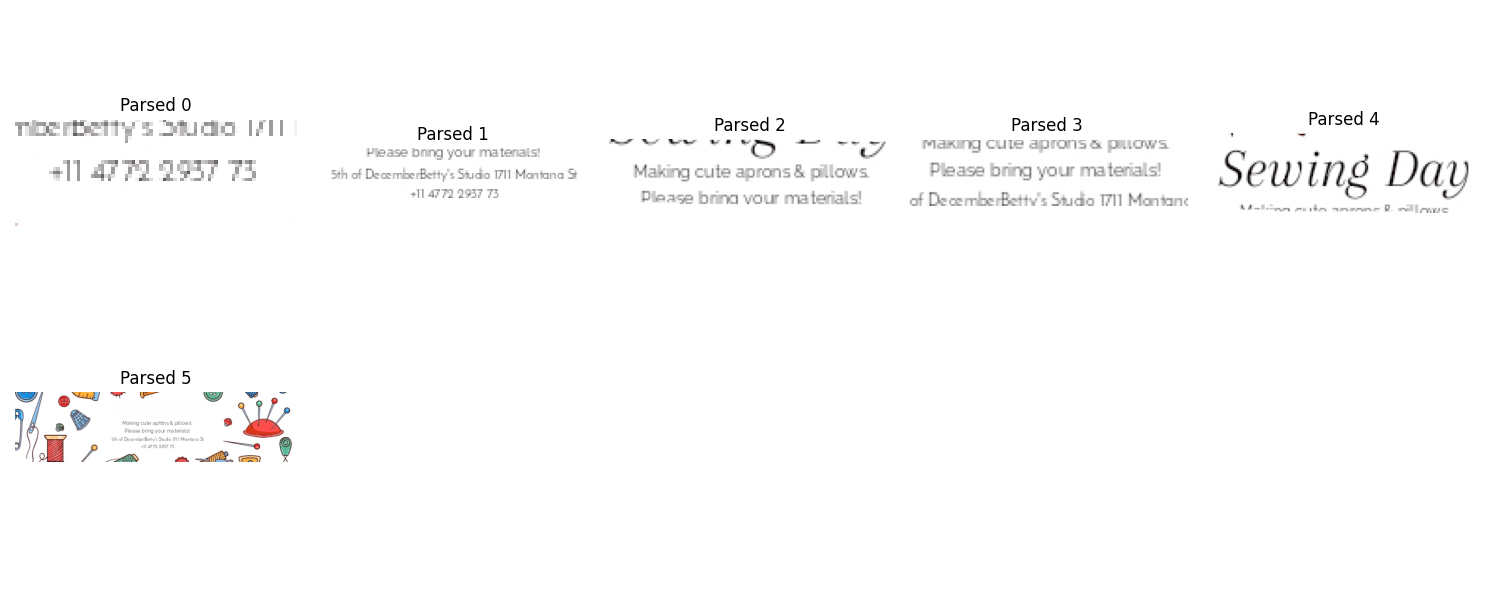 Parsed 0
mberBetty's Studio 1711
+11 4772 2937 73
Parsed 1
Please bring your materials!
5th of DecemberBetty's Studio 1711 Montana St
+11 4772 2937 73
Parsed 2
Sewing Day
Making cute aprons & pillows.
Please bring your materials!
Parsed 3
Making cute aprons & pillows.
Please bring your materials!
of DecemberBetty's Studio 1711 Montana
Parsed 4
Sewing Day
Making cute aprons & pillows
Parsed 5
Making cute aprons & pillows.
Please bring your materials!
5th of DecemberBetty's Studio 1711 Montana St
+11 4772 2937 73